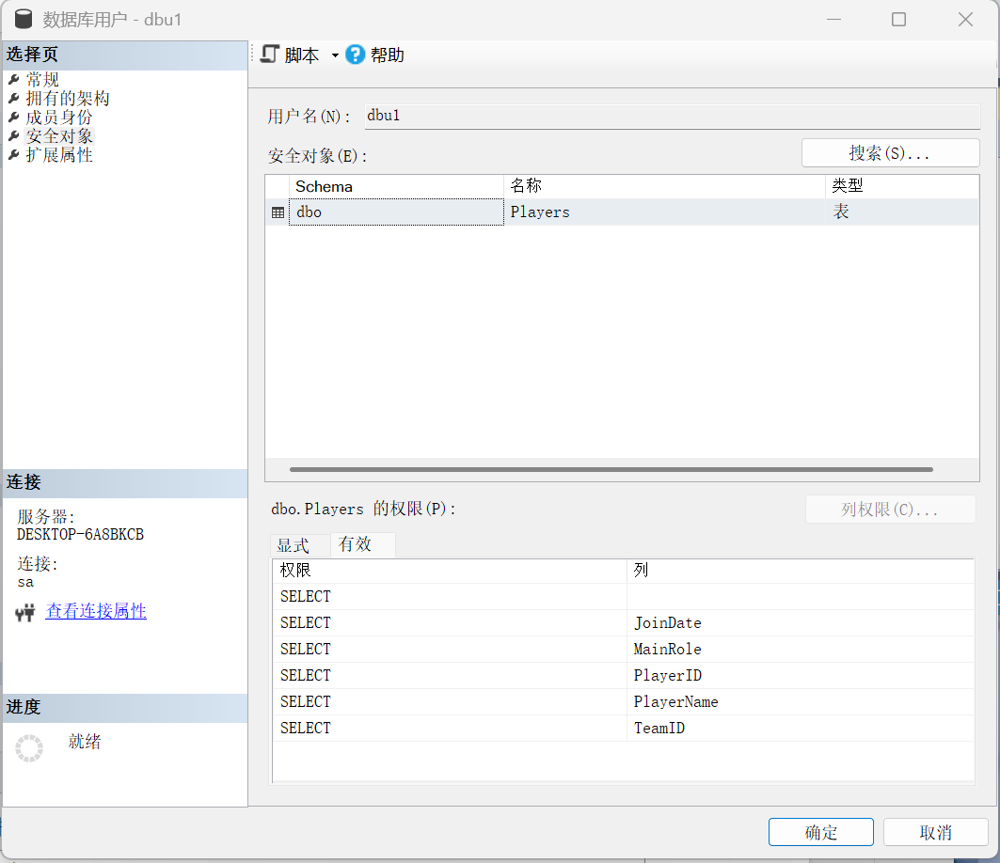 数据库用户 - dbu1
选择页
常规
拥有的架构
成员身份
安全对象
扩展属性
连接
服务器:
DESKTOP-6A8BKCB
连接:
sa
查看连接属性
进度
就绪
脚本 帮助
用户名(N): dbu1
安全对象(E): 搜索(S)...
Schema 名称 类型
dbo Players 表
dbo.Players 的权限(P): 列权限(C)...
显式 有效
权限 列
SELECT
SELECT JoinDate
SELECT MainRole
SELECT PlayerID
SELECT PlayerName
SELECT TeamID
确定 取消